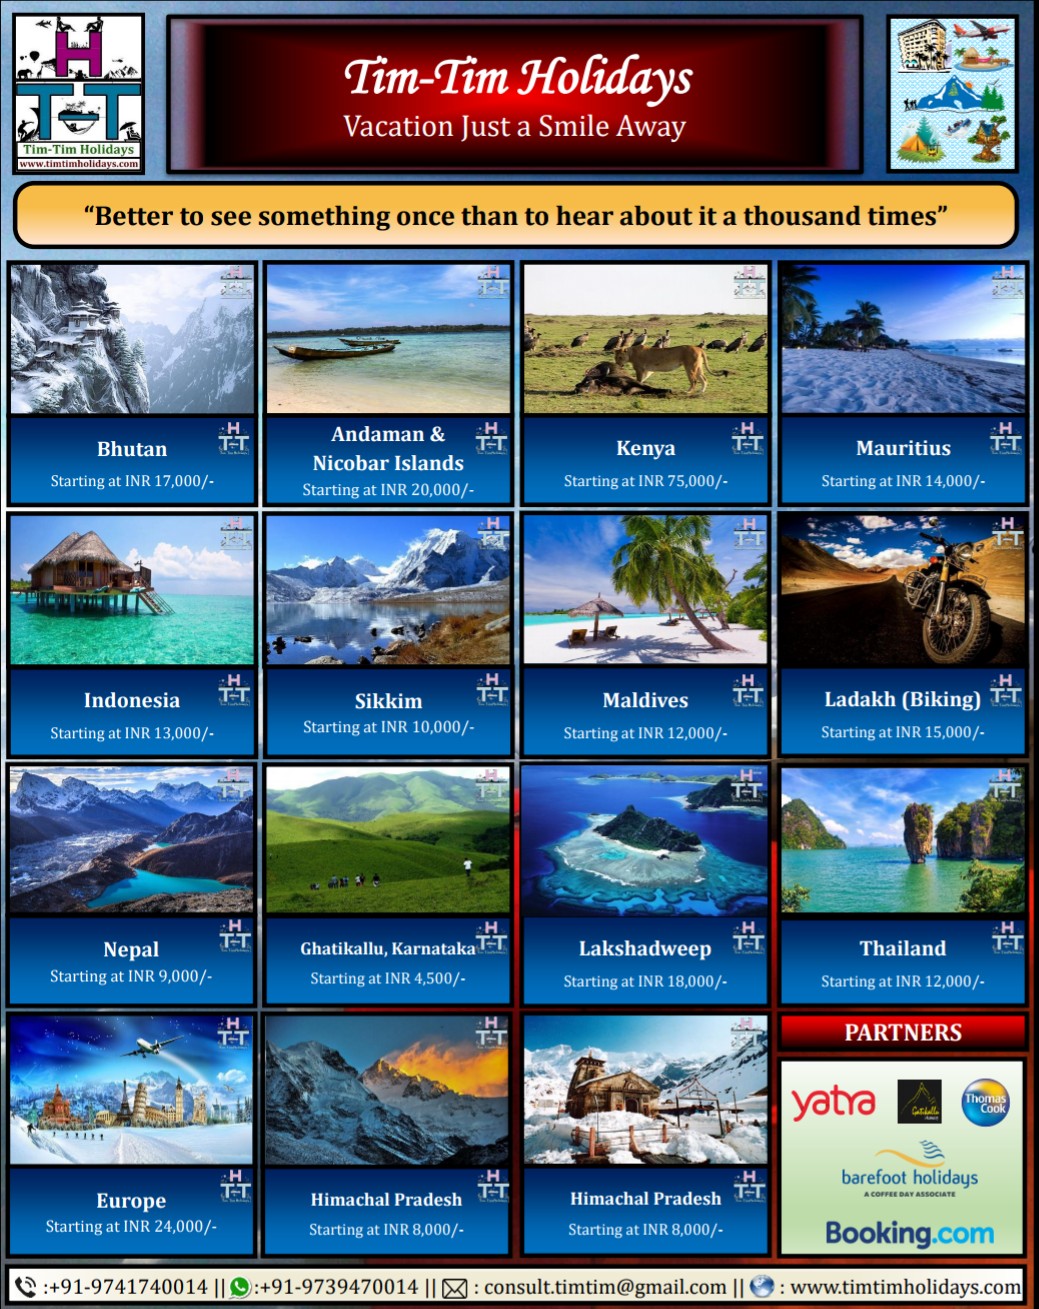 H
T-T
Tim-Tim Holidays
www.timtimholidays.com
Tim-Tim Holidays
Vacation Just a Smile Away
“Better to see something once than to hear about it a thousand times”
Bhutan
Starting at INR 17,000/-
Andaman &
Nicobar Islands
Starting at INR 20,000/-
Kenya
Starting at INR 75,000/-
Mauritius
Starting at INR 14,000/-
Indonesia
Starting at INR 13,000/-
Sikkim
Starting at INR 10,000/-
Maldives
Starting at INR 12,000/-
Ladakh (Biking)
Starting at INR 15,000/-
Nepal
Starting at INR 9,000/-
Ghatikallu, Karnataka
Starting at INR 4,500/-
Lakshadweep
Starting at INR 18,000/-
Thailand
Starting at INR 12,000/-
Europe
Starting at INR 24,000/-
Himachal Pradesh
Starting at INR 8,000/-
Himachal Pradesh
Starting at INR 8,000/-
PARTNERS
yatra
Thomas
Cook
barefoot holidays
A COFFEE DAY ASSOCIATE
Booking.com
:+91-9741740014 || :+91-9739470014 || : consult.timtim@gmail.com || : www.timtimholidays.com